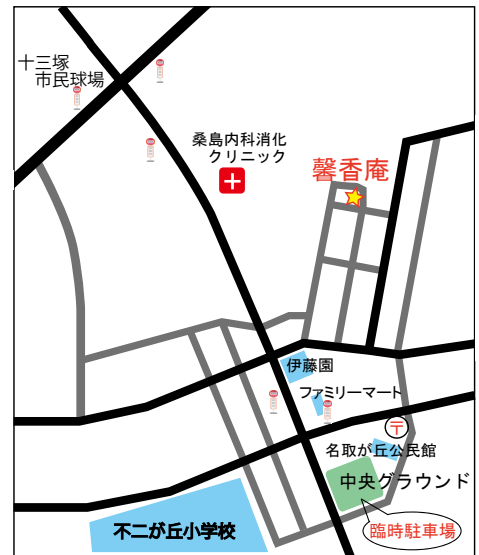 十三塚
市民球場
桑島内科消化
クリニック
馨香庵
伊藤園
ファミリーマート
〒
名取が丘公民館
中央グラウンド
臨時駐車場
不二が丘小学校